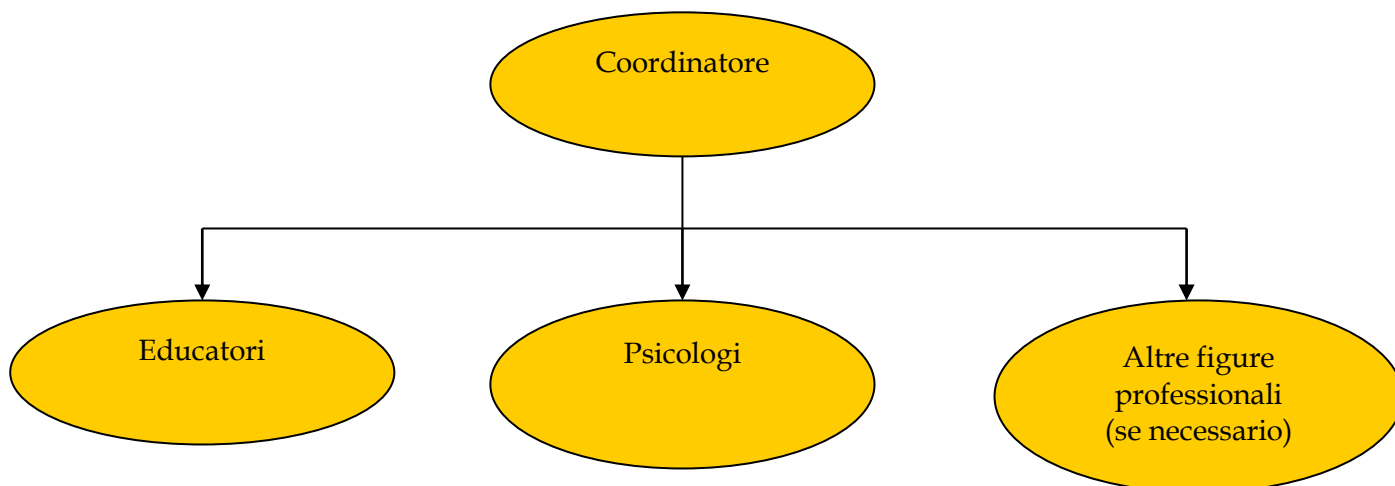 Coordinatore
Educatori
Psicologi
Altre figure
professionali
(se necessario)